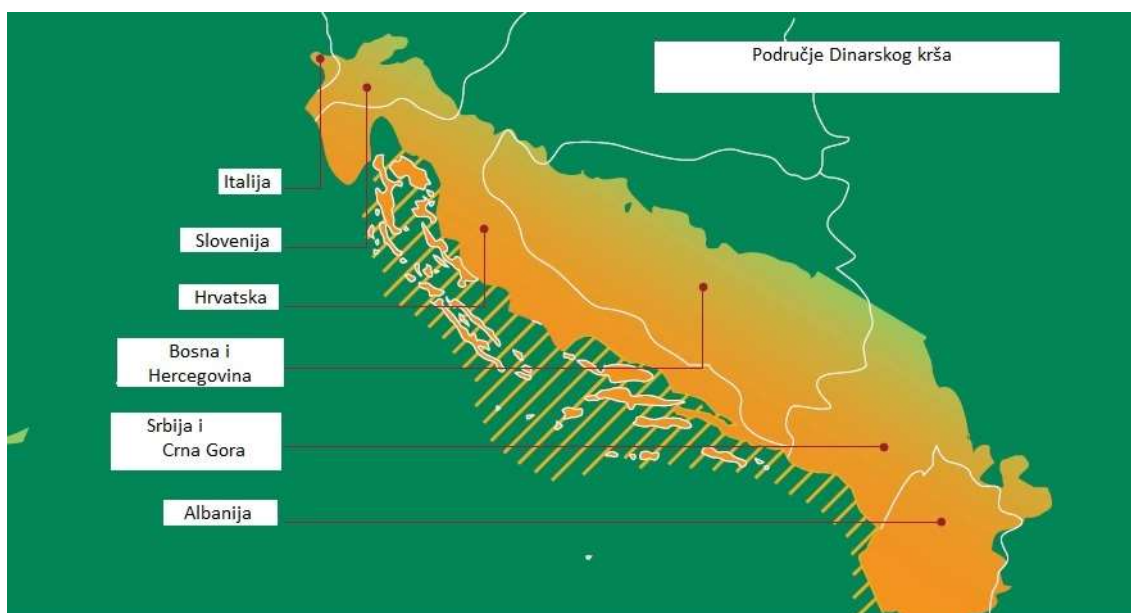 Područje Dinarskog krša
Italija
Slovenija
Hrvatska
Bosna i
Hercegovina
Srbija i
Crna Gora
Albanija